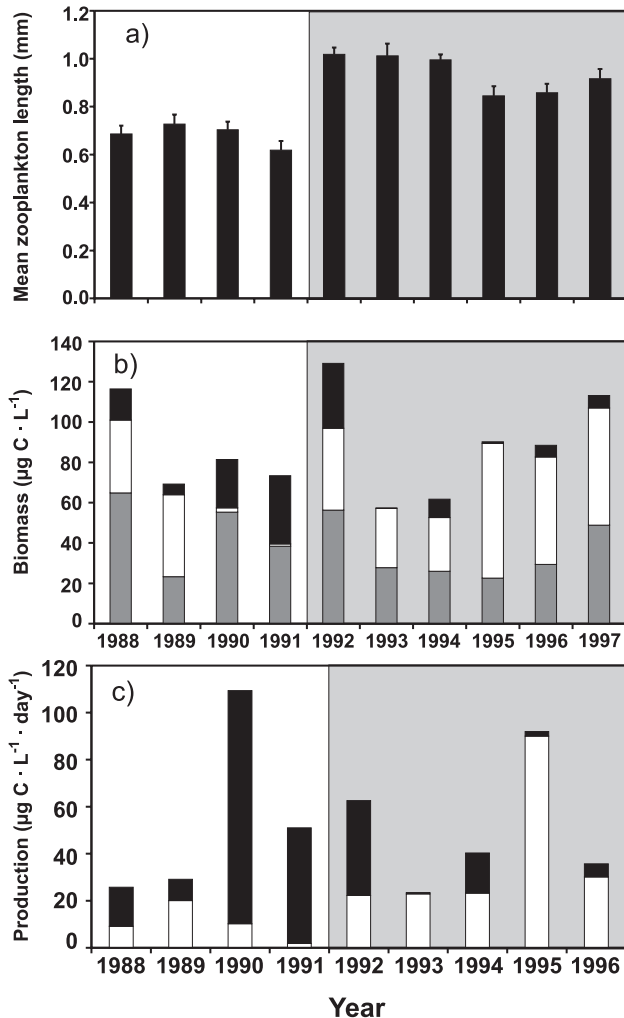 a)
Mean zooplankton length (mm)
1.2
1.0
0.8
0.6
0.4
0.2
0.0
b)
Biomass (µg C · L⁻¹)
140
120
100
80
60
40
20
0
1988 1989 1990 1991 1992 1993 1994 1995 1996 1997
c)
Production (µg C · L⁻¹ · day⁻¹)
120
100
80
60
40
20
0
1988 1989 1990 1991 1992 1993 1994 1995 1996
Year